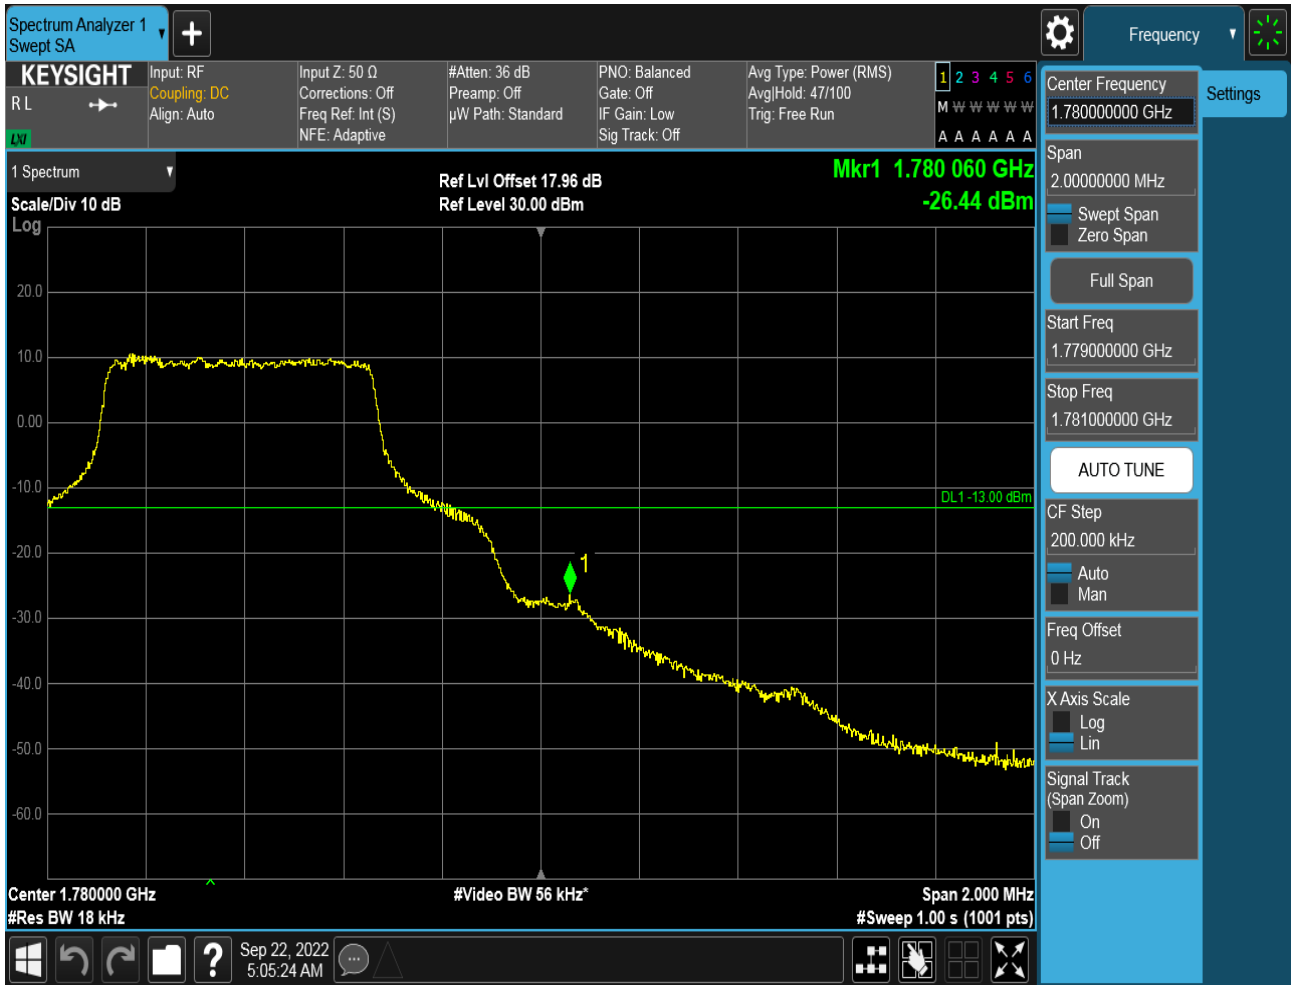 Spectrum Analyzer 1
Swept SA
Frequency
KEYSIGHT
R L
LXI
Input: RF
Coupling: DC
Align: Auto
Input Z: 50 Ω
Corrections: Off
Freq Ref: Int (S)
NFE: Adaptive
#Atten: 36 dB
Preamp: Off
µW Path: Standard
PNO: Balanced
Gate: Off
IF Gain: Low
Sig Track: Off
Avg Type: Power (RMS)
Avg|Hold: 47/100
Trig: Free Run
1 2 3 4 5 6
M W W W W W
A A A A A A
1 Spectrum
Scale/Div 10 dB
Log
Ref Lvl Offset 17.96 dB
Ref Level 30.00 dBm
Mkr1 1.780 060 GHz
-26.44 dBm
20.0
10.0
0.00
-10.0
-20.0
-30.0
-40.0
-50.0
-60.0
DL1 -13.00 dBm
1
Center 1.780000 GHz
#Res BW 18 kHz
#Video BW 56 kHz*
Span 2.000 MHz
#Sweep 1.00 s (1001 pts)
Center Frequency
1.780000000 GHz
Settings
Span
2.00000000 MHz
Swept Span
Zero Span
Full Span
Start Freq
1.779000000 GHz
Stop Freq
1.781000000 GHz
AUTO TUNE
CF Step
200.000 kHz
Auto
Man
Freq Offset
0 Hz
X Axis Scale
Log
Lin
Signal Track
(Span Zoom)
On
Off
?
Sep 22, 2022
5:05:24 AM